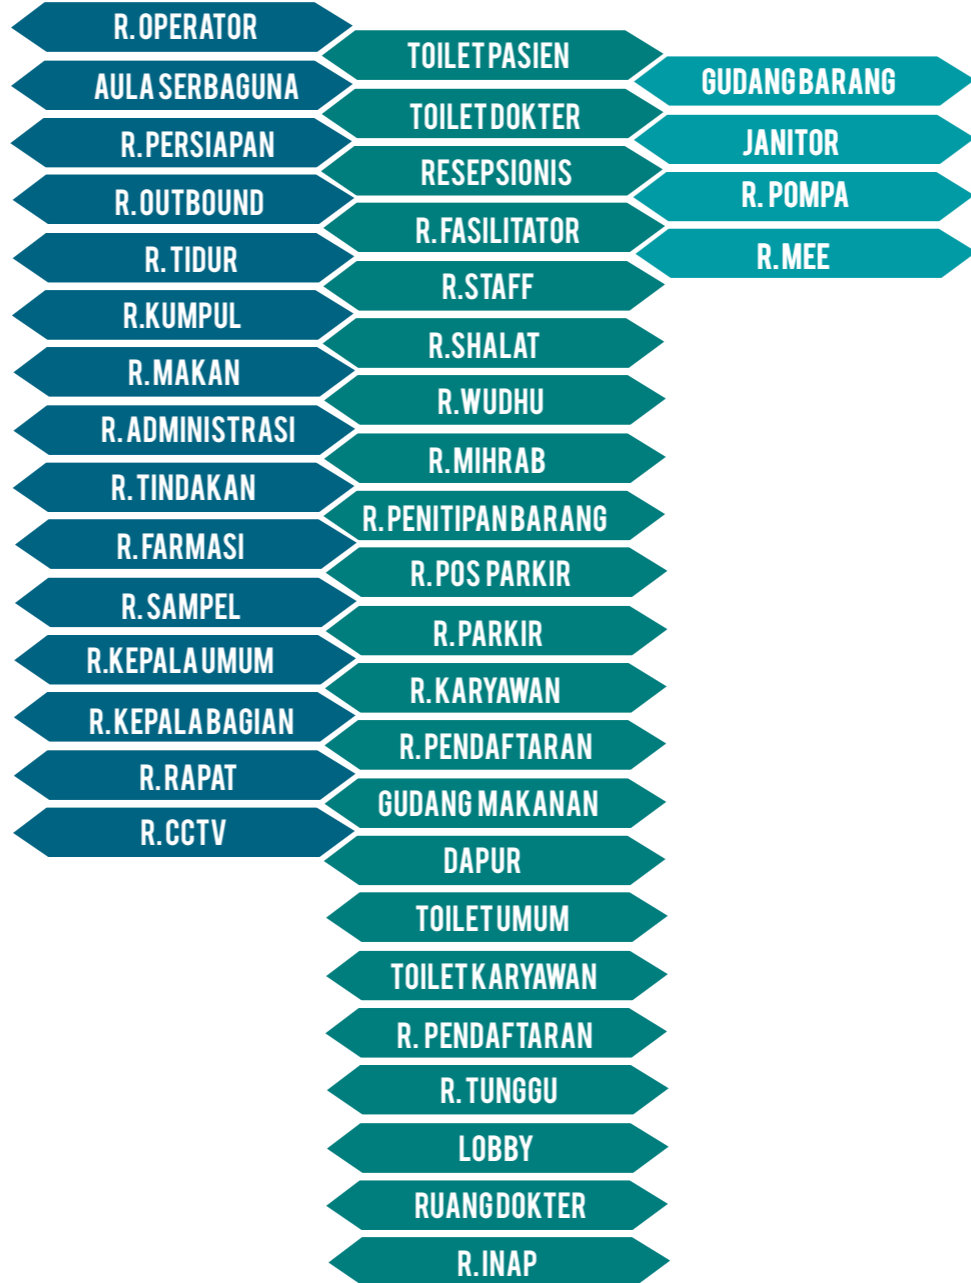 R. OPERATOR
AULA SERBAGUNA
R. PERSIAPAN
R. OUTBOUND
R. TIDUR
R.KUMPUL
R. MAKAN
R. ADMINISTRASI
R. TINDAKAN
R. FARMASI
R. SAMPEL
R.KEPALA UMUM
R. KEPALA BAGIAN
R. RAPAT
R. CCTV
TOILET PASIEN
TOILET DOKTER
RESEPSIONIS
R. FASILITATOR
R.STAFF
R.SHALAT
R.WUDHU
R. MIHRAB
R. PENITIPAN BARANG
R. POS PARKIR
R. PARKIR
R. KARYAWAN
R. PENDAFTARAN
GUDANG MAKANAN
DAPUR
TOILET UMUM
TOILET KARYAWAN
R. PENDAFTARAN
R. TUNGGU
LOBBY
RUANG DOKTER
R. INAP
GUDANG BARANG
JANITOR
R. POMPA
R. MEE